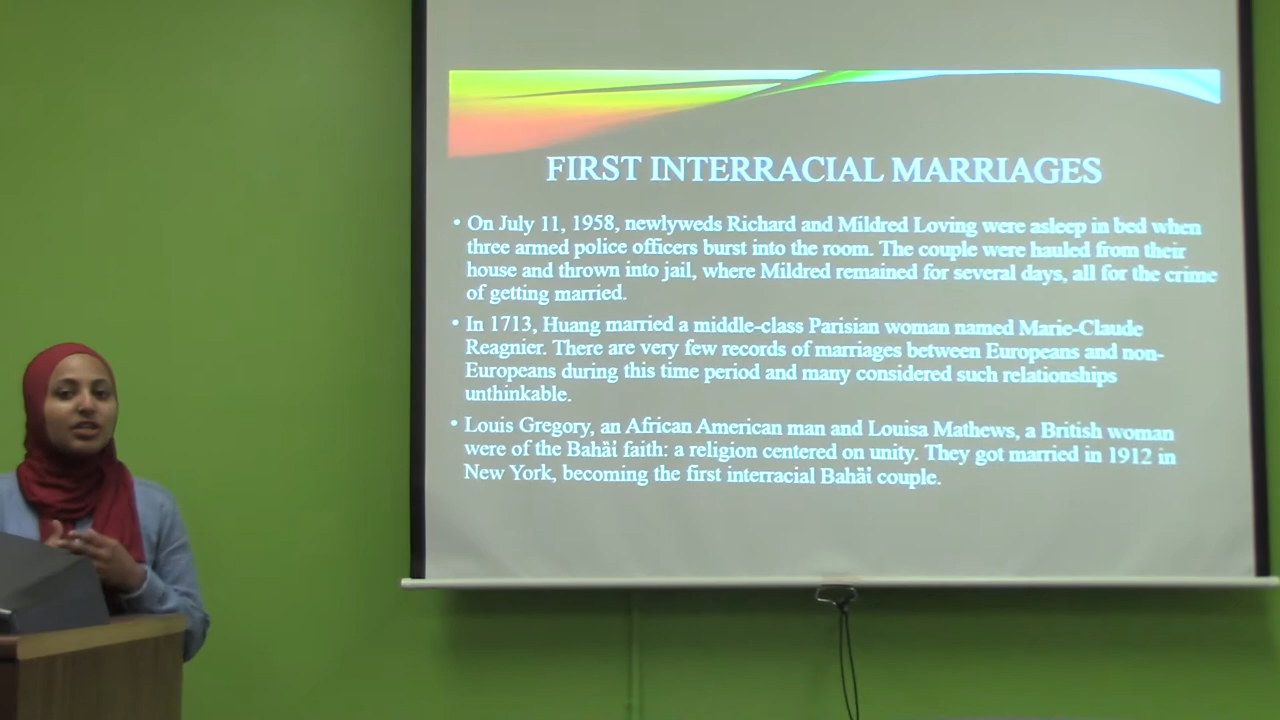 FIRST INTERRACIAL MARRIAGES
• On July 11, 1958, newlyweds Richard and Mildred Loving were asleep in bed when
three armed police officers burst into the room. The couple were hauled from their
house and thrown into jail, where Mildred remained for several days, all for the crime
of getting married.
• In 1713, Huang married a middle-class Parisian woman named Marie-Claude
Reagnier. There are very few records of marriages between Europeans and non-
Europeans during this time period and many considered such relationships
unthinkable.
• Louis Gregory, an African American man and Louisa Mathews, a British woman
were of the Bahäí faith: a religion centered on unity. They got married in 1912 in
New York, becoming the first interracial Bahäí couple.